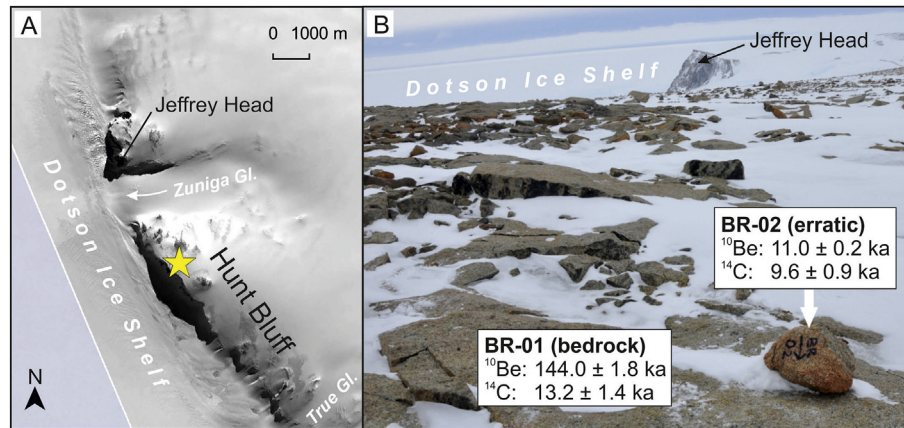 A
0 1000 m
Jeffrey Head
Zuniga Gl.
Dotson Ice Shelf
Hunt Bluff
True Gl.
N
B
Jeffrey Head
Dotson Ice Shelf
BR-02 (erratic)
¹⁰Be: 11.0 ± 0.2 ka
¹⁴C: 9.6 ± 0.9 ka
BR-01 (bedrock)
¹⁰Be: 144.0 ± 1.8 ka
¹⁴C: 13.2 ± 1.4 ka
BR
02